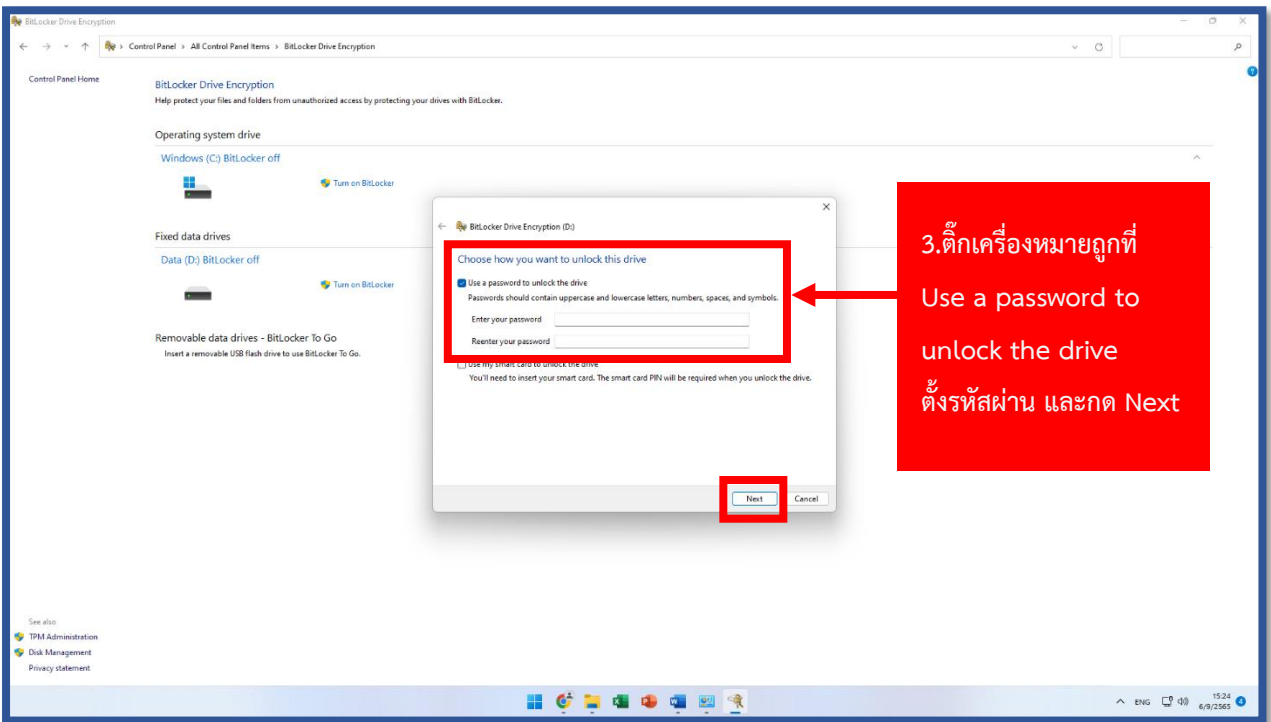 BitLocker Drive Encryption
Control Panel > All Control Panel Items > BitLocker Drive Encryption
Control Panel Home
BitLocker Drive Encryption
Help protect your files and folders from unauthorized access by protecting your drives with BitLocker.
Operating system drive
Windows (C:) BitLocker off
Turn on BitLocker
Fixed data drives
Data (D:) BitLocker off
Turn on BitLocker
Removable data drives - BitLocker To Go
Insert a removable USB flash drive to use BitLocker To Go.
BitLocker Drive Encryption (D:)
Choose how you want to unlock this drive
Use a password to unlock the drive
Passwords should contain uppercase and lowercase letters, numbers, spaces, and symbols.
Enter your password
Reenter your password
Use my smart card to unlock the drive
You'll need to insert your smart card. The smart card PIN will be required when you unlock the drive.
Next
Cancel
3.ติ๊กเครื่องหมายถูกที่
Use a password to
unlock the drive
ตั้งรหัสผ่าน และกด Next
See also
TPM Administration
Disk Management
Privacy statement
ENG
15:24
6/9/2565
4